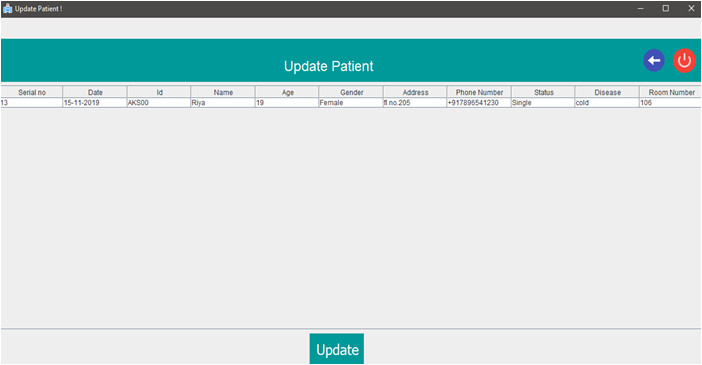 Update Patient !
Update Patient
Serial no Date Id Name Age Gender Address Phone Number Status Disease Room Number
13 15-11-2019 AKS00 Riya 19 Female fl no.205 +917896541230 Single cold 106
Update